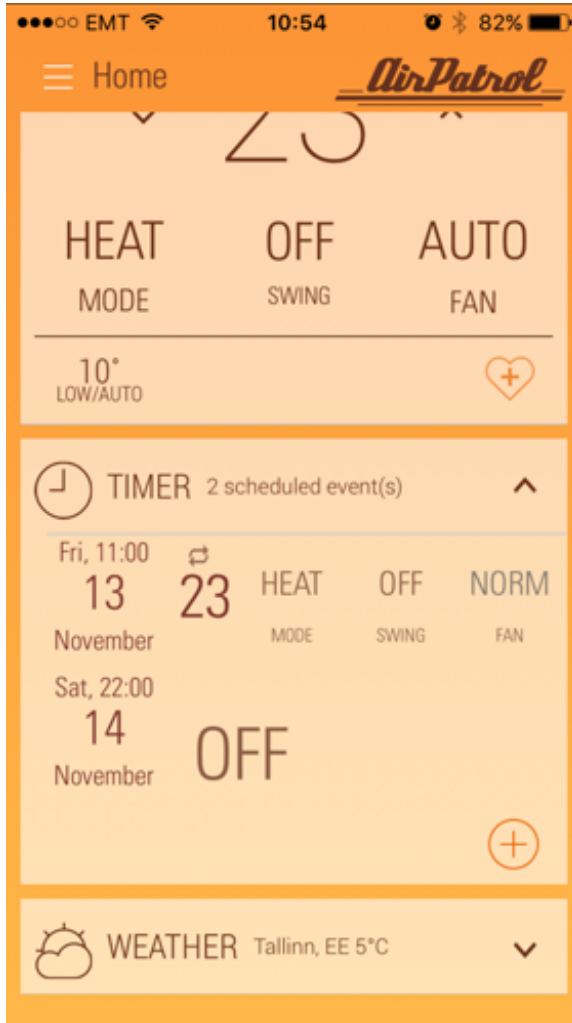 EMT 10:54 82%
Home AirPatrol
23
HEAT OFF AUTO
MODE SWING FAN
10°
LOW/AUTO
TIMER 2 scheduled event(s)
Fri, 11:00
13 23 HEAT OFF NORM
November MODE SWING FAN
Sat, 22:00
14 OFF
November
WEATHER Tallinn, EE 5°C